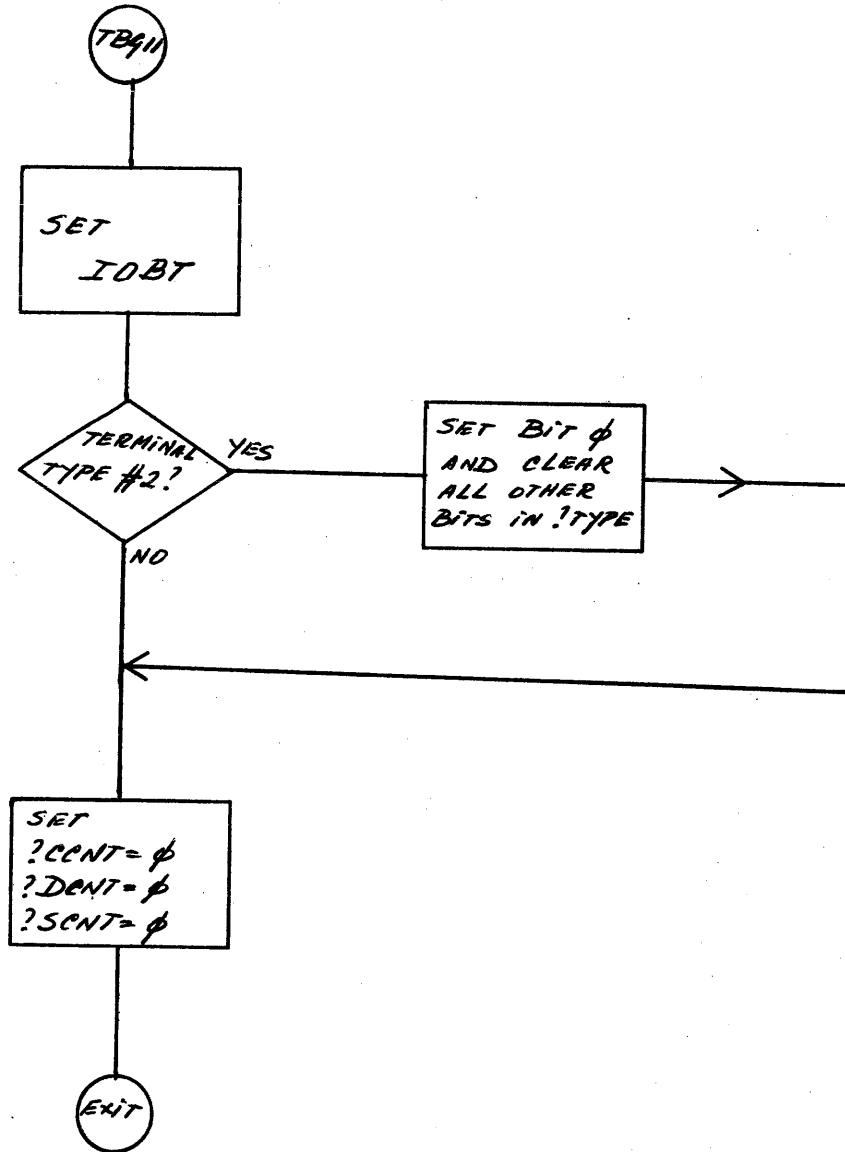 TBG11
SET
IOBT
TERMINAL
TYPE #2?
YES
SET BiT φ
AND CLEAR
ALL OTHER
BiTS iN ?TYPE
NO
SET
?CCNT= φ
?DCNT= φ
?SCNT= φ
EXiT